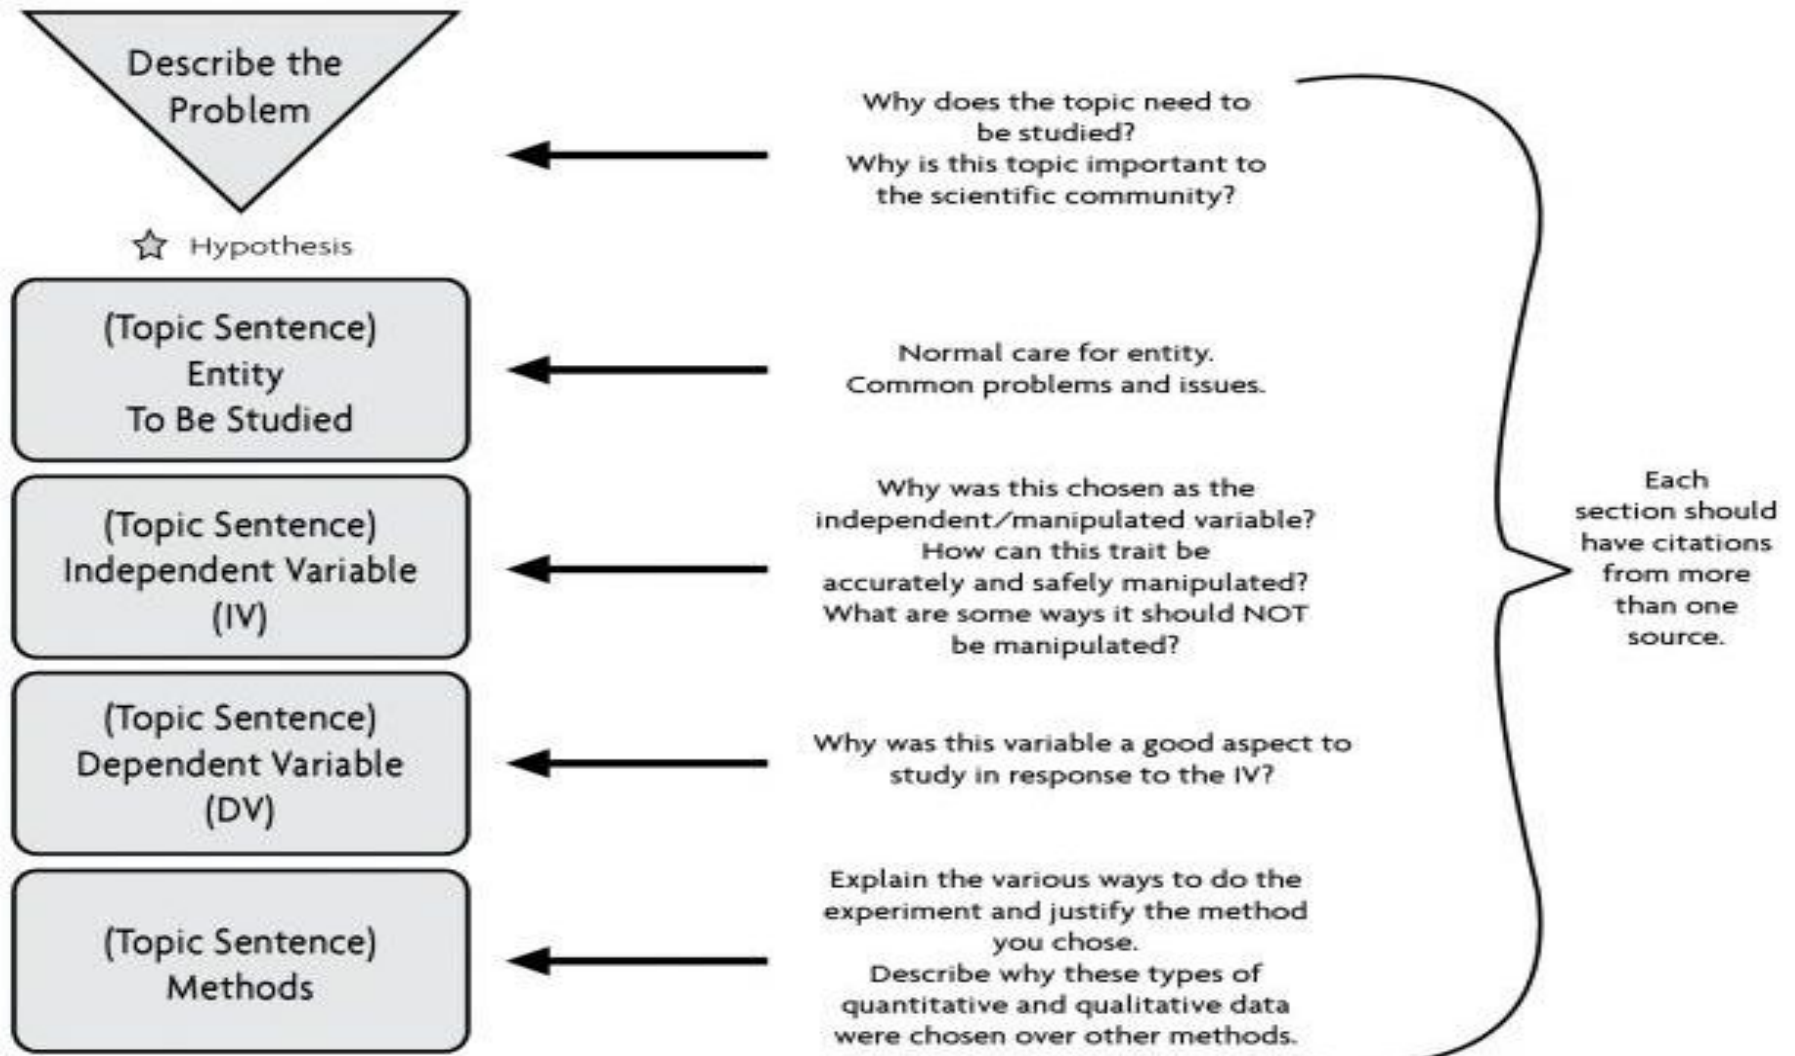 Describe the
Problem
Why does the topic need to
be studied?
Why is this topic important to
the scientific community?
Hypothesis
(Topic Sentence)
Entity
To Be Studied
Normal care for entity.
Common problems and issues.
(Topic Sentence)
Independent Variable
(IV)
Why was this chosen as the
independent/manipulated variable?
How can this trait be
accurately and safely manipulated?
What are some ways it should NOT
be manipulated?
(Topic Sentence)
Dependent Variable
(DV)
Why was this variable a good aspect to
study in response to the IV?
(Topic Sentence)
Methods
Explain the various ways to do the
experiment and justify the method
you chose.
Describe why these types of
quantitative and qualitative data
were chosen over other methods.
Each
section should
have citations
from more
than one
source.